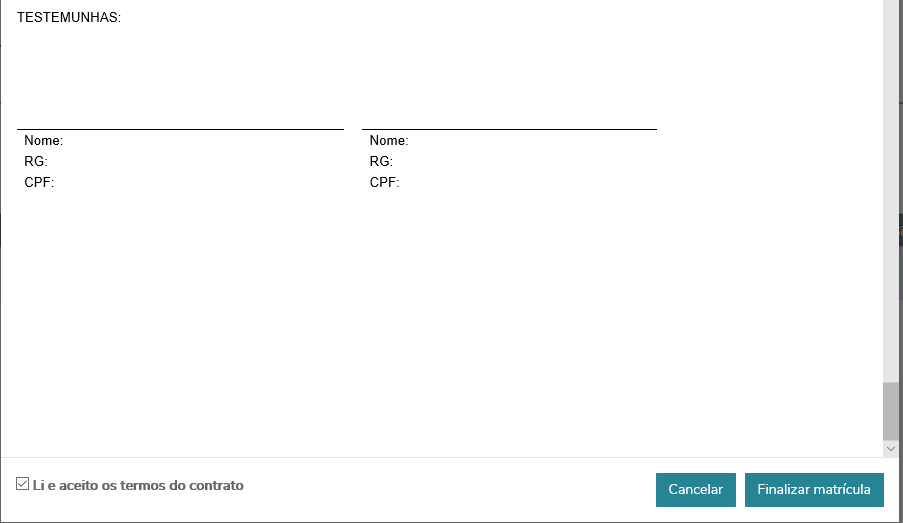 TESTEMUNHAS:
Nome: Nome:
RG: RG:
CPF: CPF:
Li e aceito os termos do contrato
Cancelar Finalizar matrícula